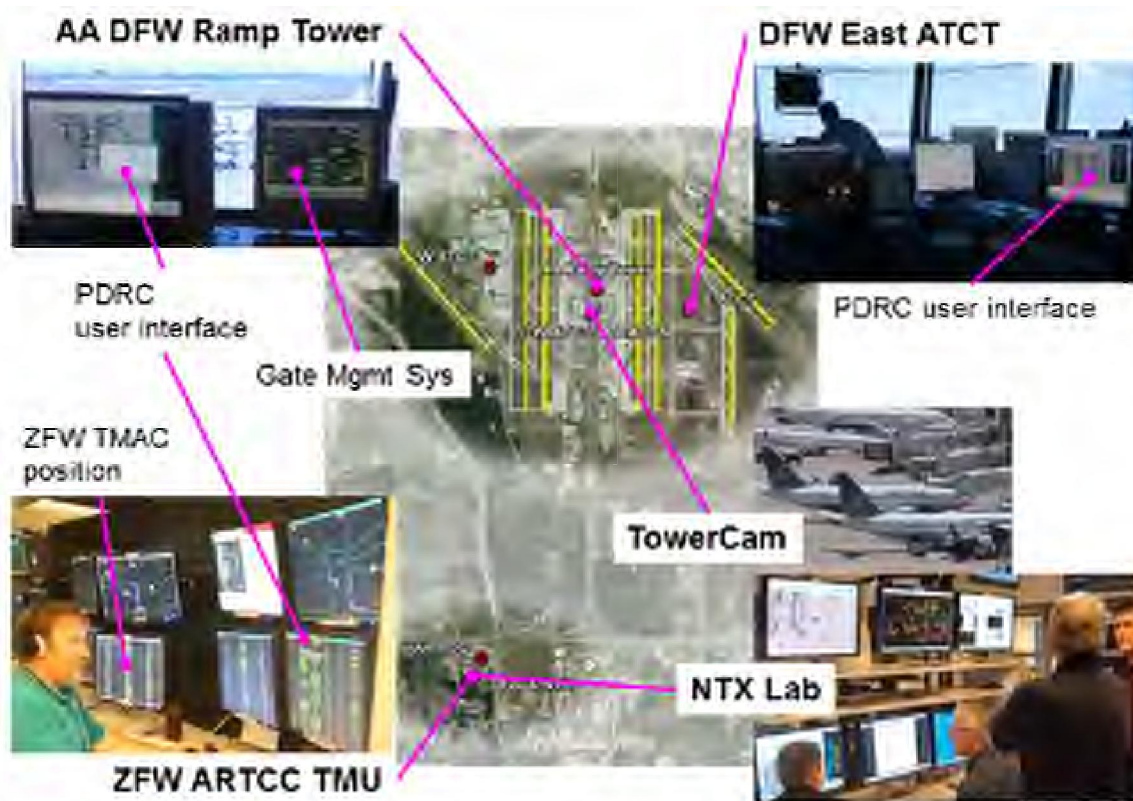 AA DFW Ramp Tower
DFW East ATCT
PDRC
user interface
Gate Mgmt Sys
PDRC user interface
ZFW TMAC
position
TowerCam
NTX Lab
ZFW ARTCC TMU